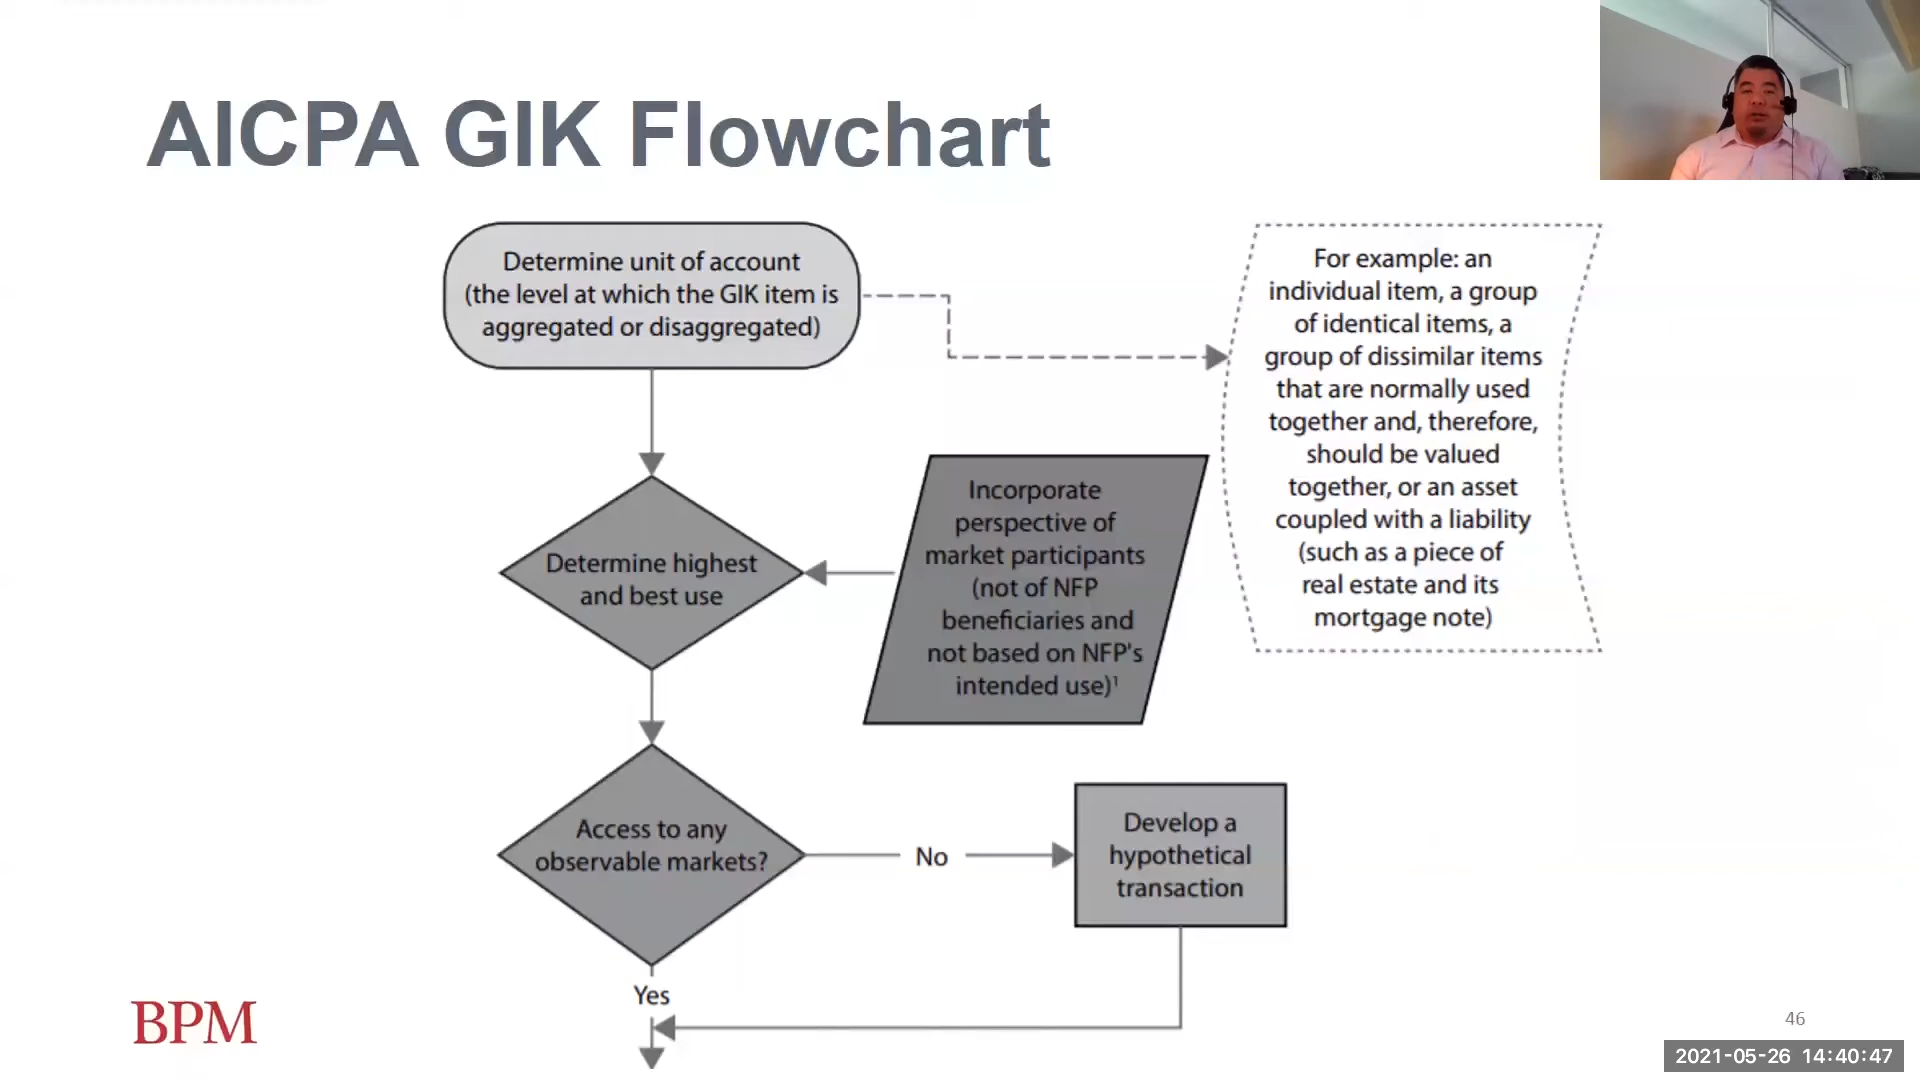 AICPA GIK Flowchart
Determine unit of account
(the level at which the GIK item is
aggregated or disaggregated)
For example: an
individual item, a group
of identical items, a
group of dissimilar items
that are normally used
together and, therefore,
should be valued
together, or an asset
coupled with a liability
(such as a piece of
real estate and its
mortgage note)
Incorporate
perspective of
market participants
(not of NFP
beneficiaries and
not based on NFP's
intended use)¹
Determine highest
and best use
Access to any
observable markets?
No
Develop a
hypothetical
transaction
Yes
BPM
46
2021-05-26 14:40:47